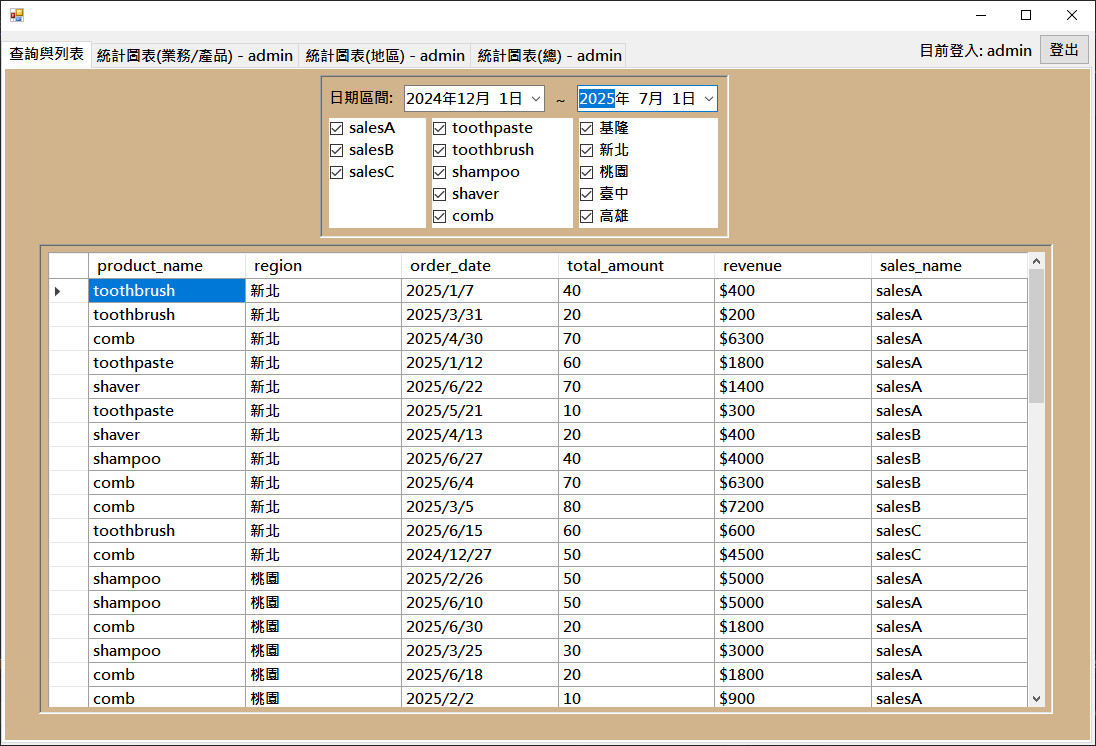 查詢與列表 統計圖表(業務/產品) - admin 統計圖表(地區) - admin 統計圖表(總) - admin 目前登入: admin 登出
日期區間: 2024年12月 1日 ~ 2025年 7月 1日
salesA toothpaste 基隆
salesB toothbrush 新北
salesC shampoo 桃園
shaver 臺中
comb 高雄
product_name region order_date total_amount revenue sales_name
toothbrush 新北 2025/1/7 40 $400 salesA
toothbrush 新北 2025/3/31 20 $200 salesA
comb 新北 2025/4/30 70 $6300 salesA
toothpaste 新北 2025/1/12 60 $1800 salesA
shaver 新北 2025/6/22 70 $1400 salesA
toothpaste 新北 2025/5/21 10 $300 salesA
shaver 新北 2025/4/13 20 $400 salesB
shampoo 新北 2025/6/27 40 $4000 salesB
comb 新北 2025/6/4 70 $6300 salesB
comb 新北 2025/3/5 80 $7200 salesB
toothbrush 新北 2025/6/15 60 $600 salesC
comb 新北 2024/12/27 50 $4500 salesC
shampoo 桃園 2025/2/26 50 $5000 salesA
shampoo 桃園 2025/6/10 50 $5000 salesA
comb 桃園 2025/6/30 20 $1800 salesA
shampoo 桃園 2025/3/25 30 $3000 salesA
comb 桃園 2025/6/18 20 $1800 salesA
comb 桃園 2025/2/2 10 $900 salesA